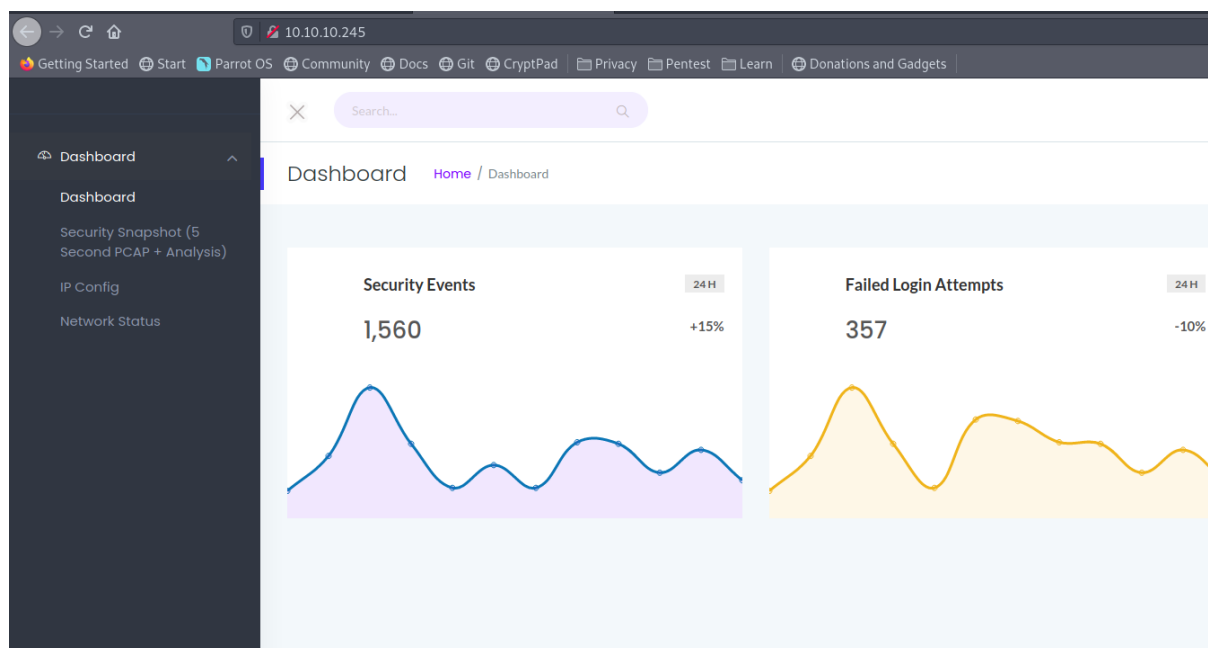 10.10.10.245
Getting Started Start Parrot OS Community Docs Git CryptPad Privacy Pentest Learn Donations and Gadgets
Search...
Dashboard
Dashboard
Security Snapshot (5
Second PCAP + Analysis)
IP Config
Network Status
Dashboard Home / Dashboard
Security Events 24H
1,560 +15%
Failed Login Attempts 24H
357 -10%